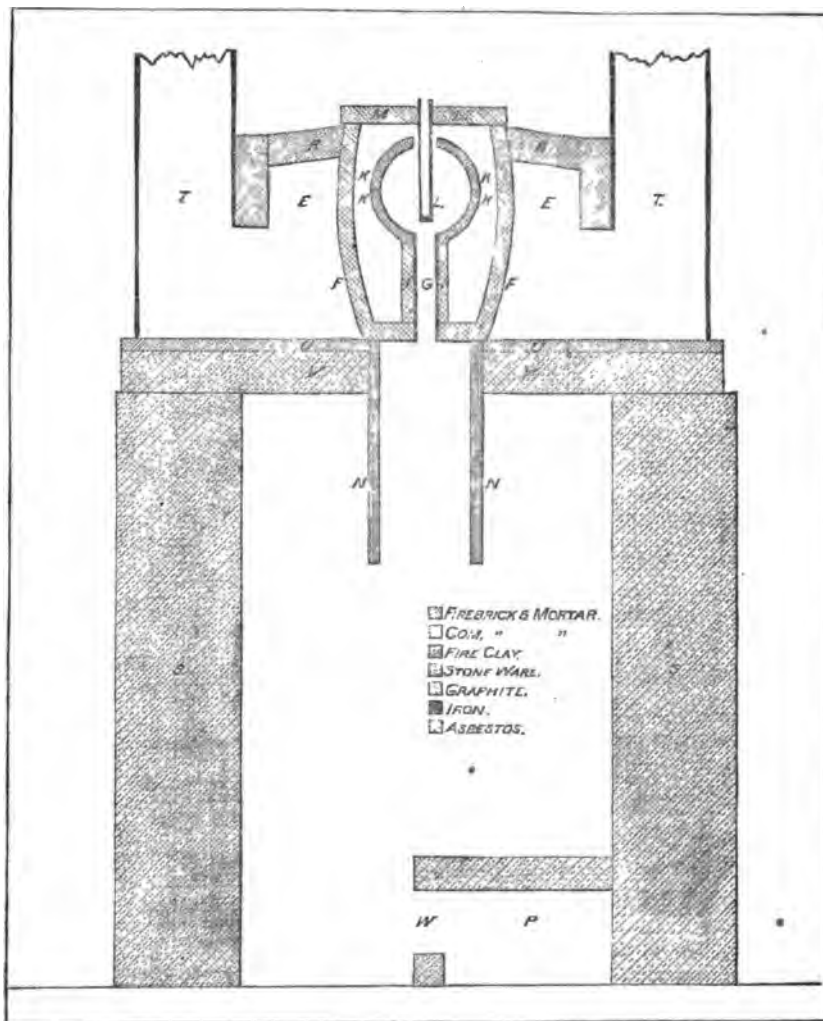 M
R
R
T
E
K
K
E
T.
K
L.
K
F
G
F
U
U
V
V
N
N
FIREBRICK & MORTAR.
COM. " "
FIRE CLAY.
STONE WARE.
GRAPHITE.
IRON.
ASBESTOS.
S
S
W
P